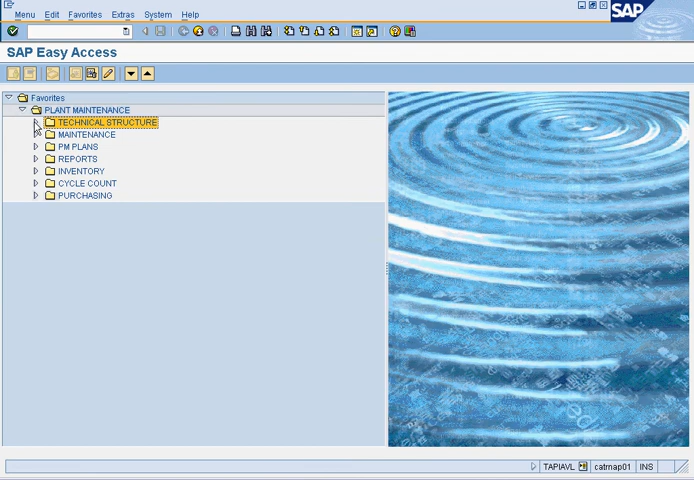 Menu Edit Favorites Extras System Help
SAP
SAP Easy Access
Favorites
PLANT MAINTENANCE
TECHNICAL STRUCTURE
MAINTENANCE
PM PLANS
REPORTS
INVENTORY
CYCLE COUNT
PURCHASING
TAPIAVL catmap01 INS